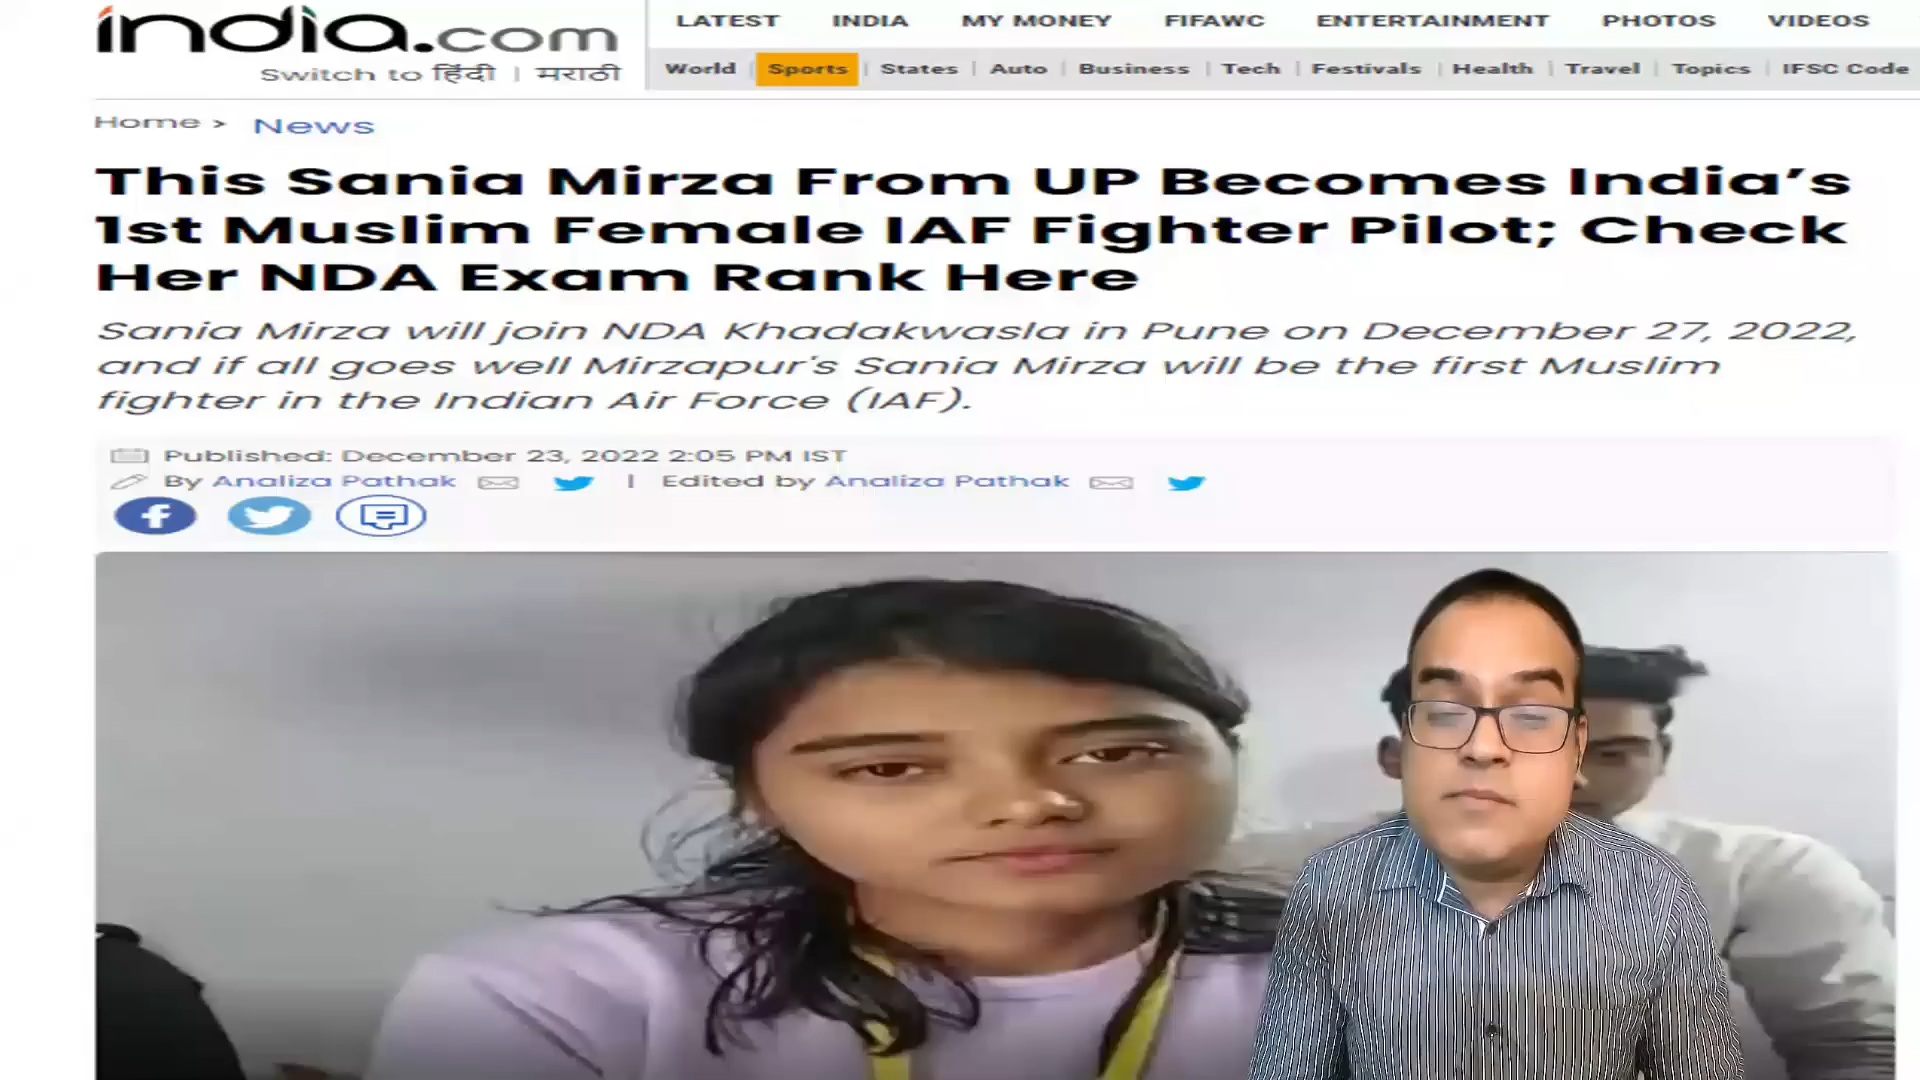 india.com
Switch to हिंदी | मराठी
LATEST INDIA MY MONEY FIFAWC ENTERTAINMENT PHOTOS VIDEOS
World | Sports | States | Auto | Business | Tech | Festivals | Health | Travel | Topics | IFSC Code
Home > News
This Sania Mirza From UP Becomes India’s
1st Muslim Female IAF Fighter Pilot; Check
Her NDA Exam Rank Here
Sania Mirza will join NDA Khadakwasla in Pune on December 27, 2022,
and if all goes well Mirzapur's Sania Mirza will be the first Muslim
fighter in the Indian Air Force (IAF).
Published: December 23, 2022 2:05 PM IST
By Analiza Pathak | Edited by Analiza Pathak